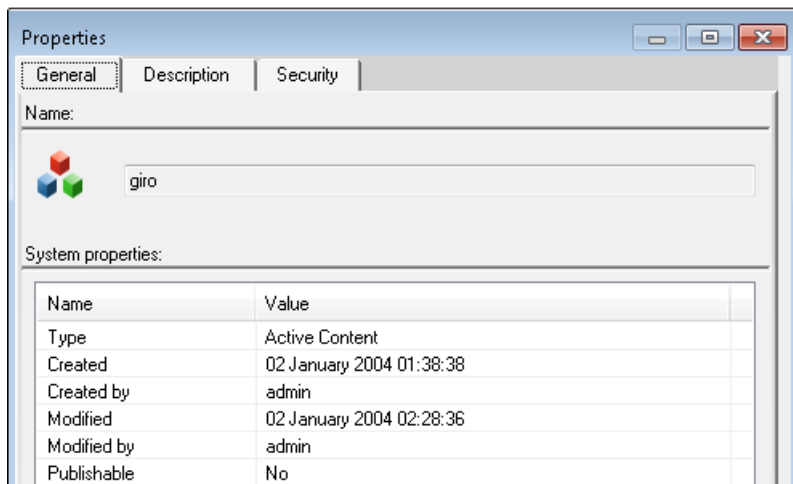 Properties
General Description Security
Name:
giro
System properties:
Name Value
Type Active Content
Created 02 January 2004 01:38:38
Created by admin
Modified 02 January 2004 02:28:36
Modified by admin
Publishable No